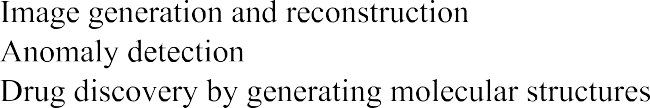 Image generation and reconstruction
Anomaly detection
Drug discovery by generating molecular structures